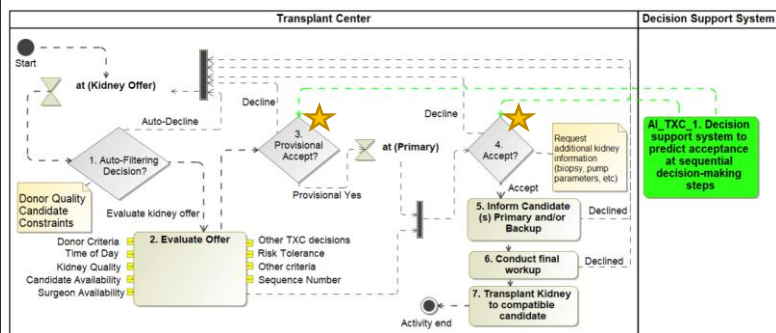 Transplant Center
Decision Support System
Start
at (Kidney Offer)
Auto-Decline
Decline
Decline
1. Auto-Filtering
Decision?
Donor Quality
Candidate
Constraints
Evaluate kidney offer
3.
Provisional
Accept?
at (Primary)
Provisional Yes
4.
Accept?
Request
additional kidney
information
(biopsy, pump
parameters, etc)
Accept
AI_TXC_1. Decision
support system to
predict acceptance
at sequential
decision-making
steps
2. Evaluate Offer
Donor Criteria
Time of Day
Kidney Quality
Candidate Availability
Surgeon Availability
Other TXC decisions
Risk Tolerance
Other criteria
Sequence Number
5. Inform Candidate
(s) Primary and/or
Backup
Declined
6. Conduct final
workup
Declined
7. Transplant Kidney
to compatible
candidate
Activity end